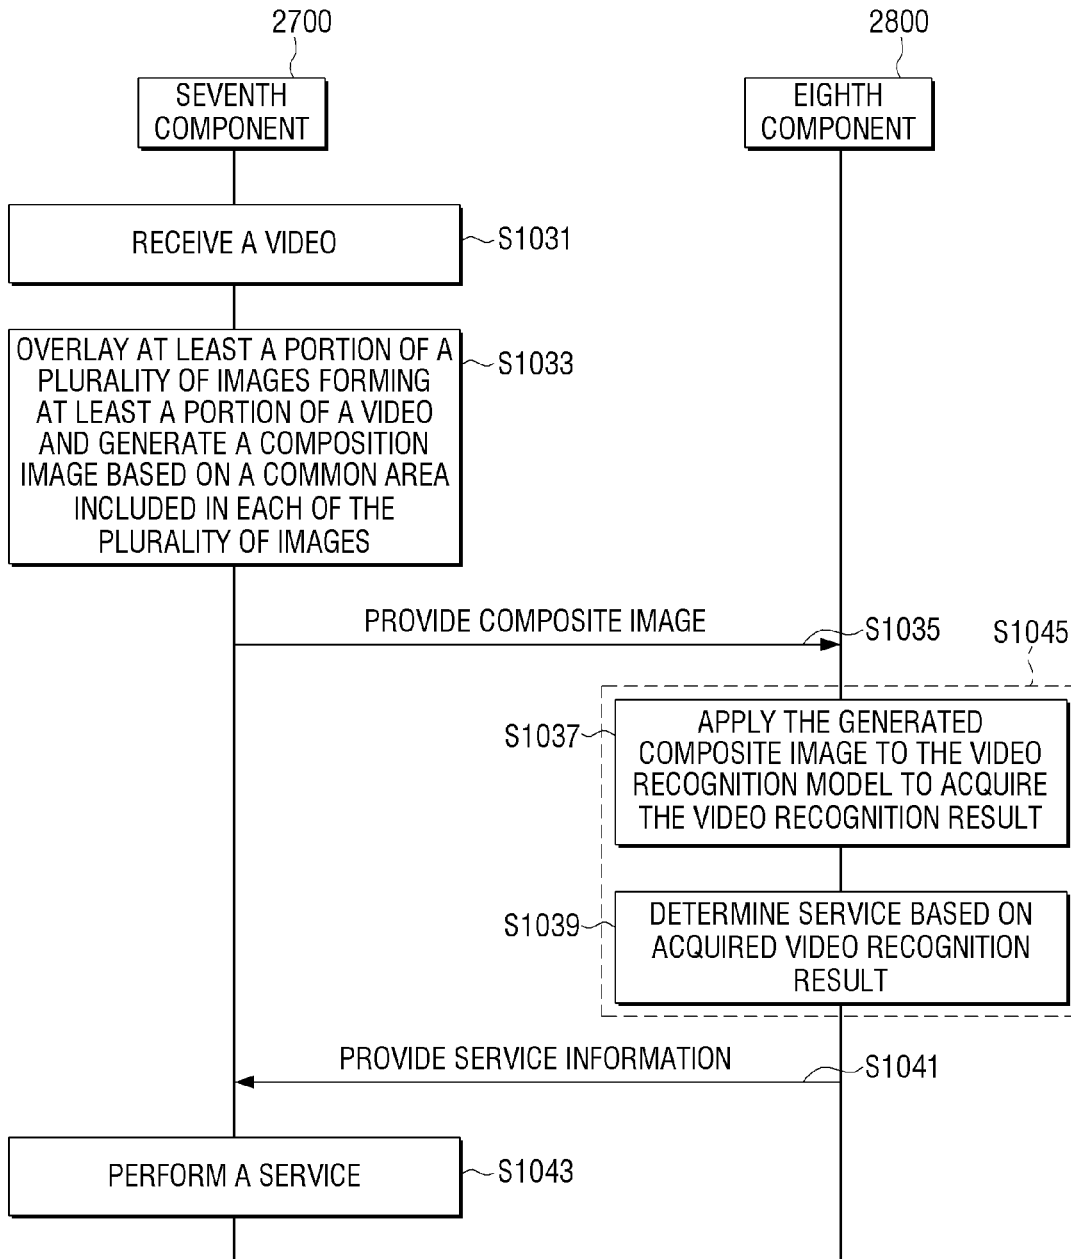 2700
2800
SEVENTH
COMPONENT
EIGHTH
COMPONENT
RECEIVE A VIDEO
S1031
OVERLAY AT LEAST A PORTION OF A
PLURALITY OF IMAGES FORMING
AT LEAST A PORTION OF A VIDEO
AND GENERATE A COMPOSITION
IMAGE BASED ON A COMMON AREA
INCLUDED IN EACH OF THE
PLURALITY OF IMAGES
S1033
PROVIDE COMPOSITE IMAGE
S1035
S1045
S1037
APPLY THE GENERATED
COMPOSITE IMAGE TO THE VIDEO
RECOGNITION MODEL TO ACQUIRE
THE VIDEO RECOGNITION RESULT
S1039
DETERMINE SERVICE BASED ON
ACQUIRED VIDEO RECOGNITION
RESULT
PROVIDE SERVICE INFORMATION
S1041
PERFORM A SERVICE
S1043